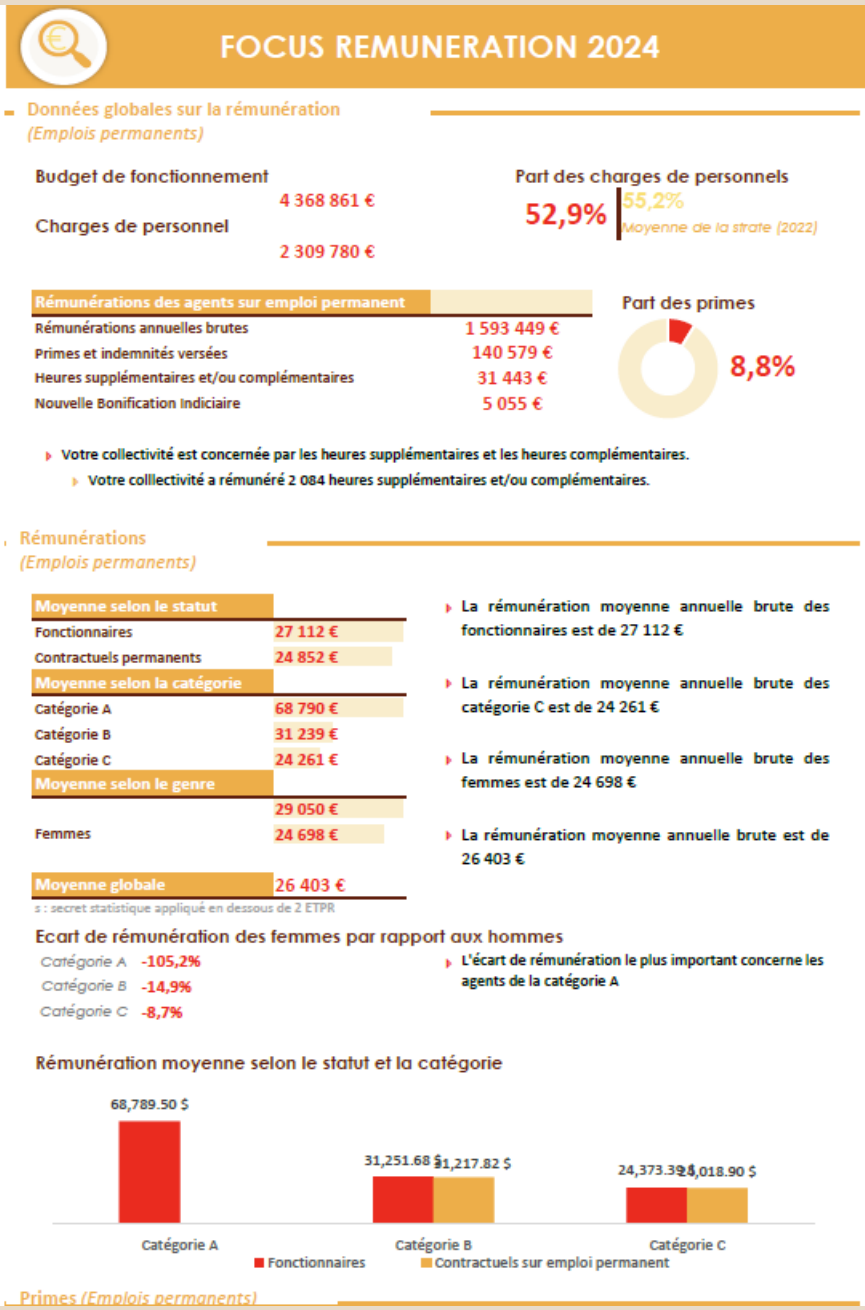 €
FOCUS REMUNERATION 2024
Données globales sur la rémunération
(Emplois permanents)
Budget de fonctionnement
4 368 861 €
Charges de personnel
2 309 780 €
Part des charges de personnels
52,9%
55,2%
Moyenne de la strate (2022)
Rémunérations des agents sur emploi permanent
Rémunérations annuelles brutes 1 593 449 €
Primes et indemnités versées 140 579 €
Heures supplémentaires et/ou complémentaires 31 443 €
Nouvelle Bonification Indiciaire 5 055 €
Part des primes
8,8%
Votre collectivité est concernée par les heures supplémentaires et les heures complémentaires.
Votre colllectivité a rémunéré 2 084 heures supplémentaires et/ou complémentaires.
Rémunérations
(Emplois permanents)
Moyenne selon le statut
Fonctionnaires 27 112 €
Contractuels permanents 24 852 €
Moyenne selon la catégorie
Catégorie A 68 790 €
Catégorie B 31 239 €
Catégorie C 24 261 €
Moyenne selon le genre
29 050 €
Femmes 24 698 €
Moyenne globale 26 403 €
s : secret statistique appliqué en dessous de 2 ETPR
La rémunération moyenne annuelle brute des
fonctionnaires est de 27 112 €
La rémunération moyenne annuelle brute des
catégorie C est de 24 261 €
La rémunération moyenne annuelle brute des
femmes est de 24 698 €
La rémunération moyenne annuelle brute est de
26 403 €
Ecart de rémunération des femmes par rapport aux hommes
Catégorie A -105,2%
Catégorie B -14,9%
Catégorie C -8,7%
L'écart de rémunération le plus important concerne les
agents de la catégorie A
Rémunération moyenne selon le statut et la catégorie
68,789.50 $
31,251.68 $
31,217.82 $
24,373.39 $
24,018.90 $
Catégorie A
Catégorie B
Catégorie C
Fonctionnaires
Contractuels sur emploi permanent
Primes (Emplois permanents)